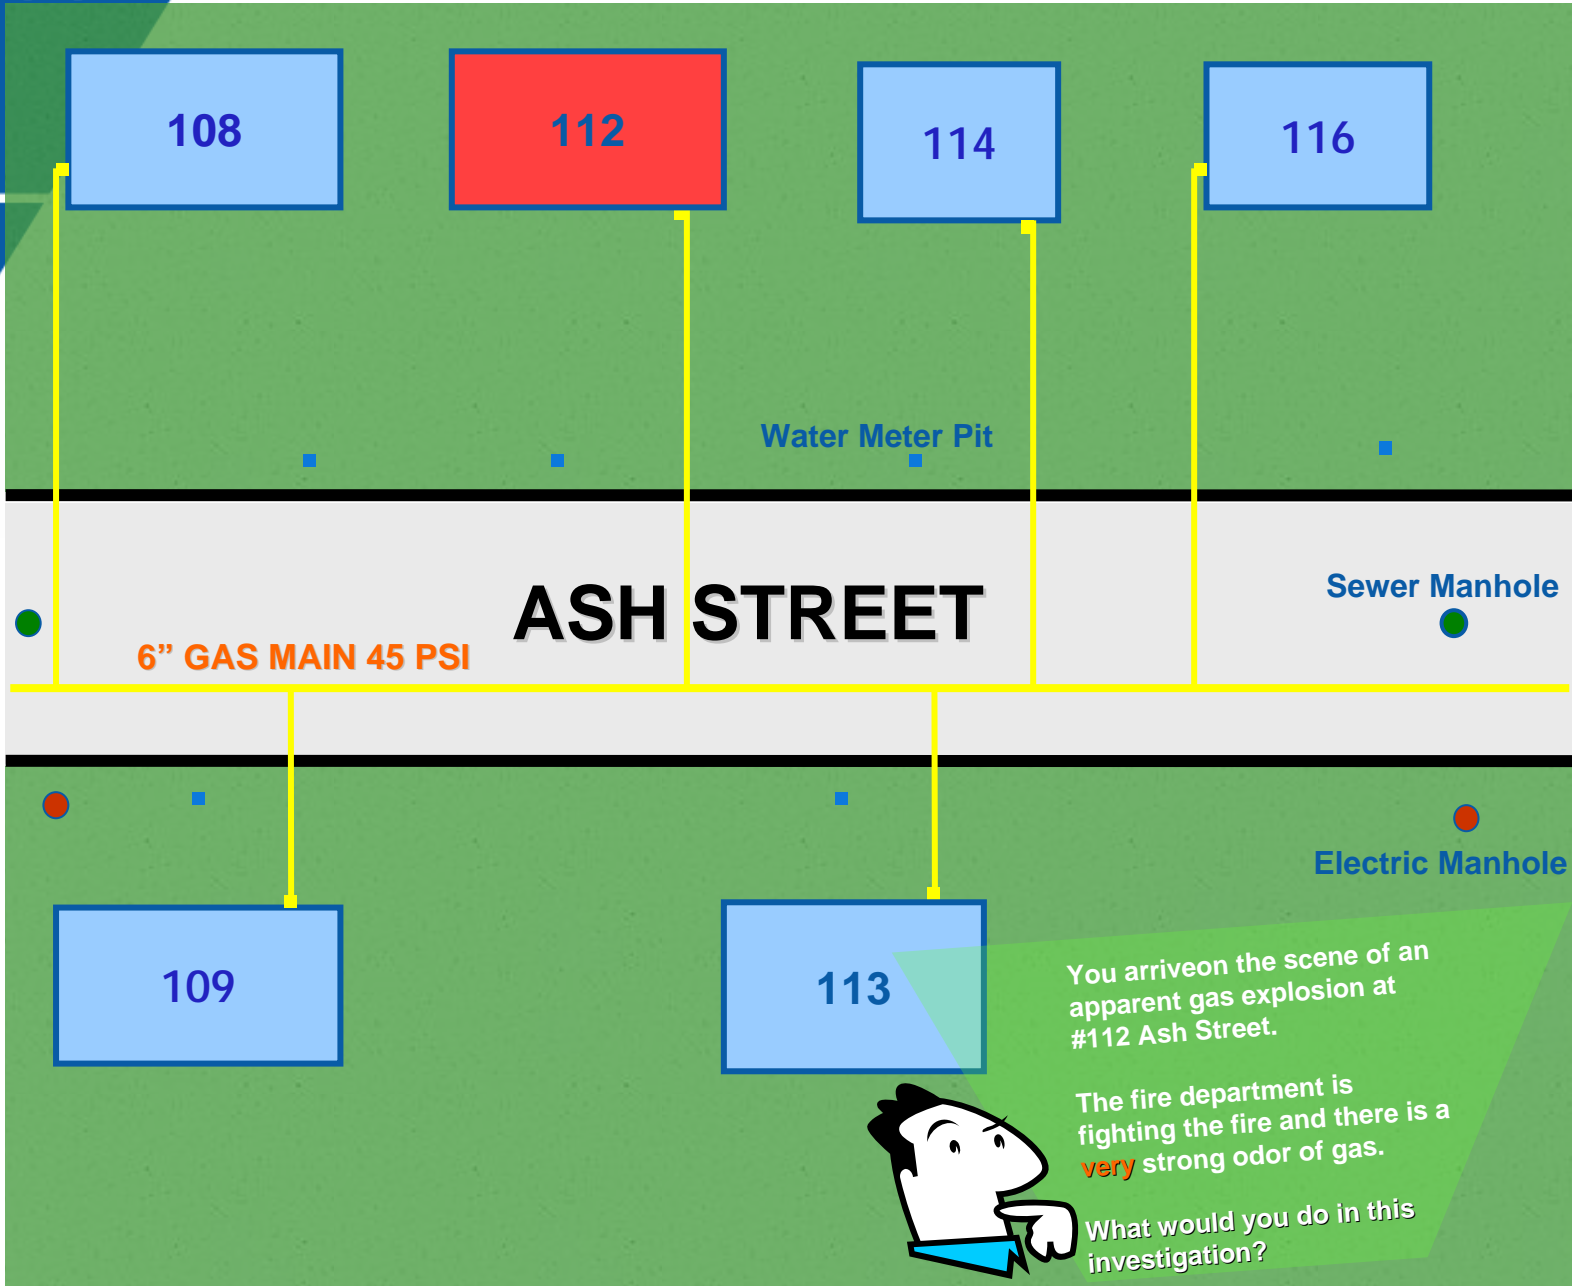 108
112
114
116
Water Meter Pit
ASH STREET
Sewer Manhole
6” GAS MAIN 45 PSI
Electric Manhole
109
113
You arriveon the scene of an
apparent gas explosion at
#112 Ash Street.
The fire department is
fighting the fire and there is a
very strong odor of gas.
What would you do in this
investigation?